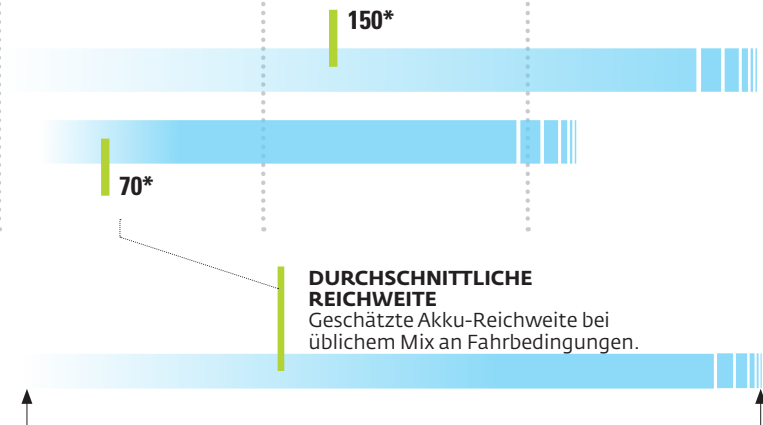 150*
70*
DURCHSCHNITTLICHE
REICHWEITE
Geschätzte Akku-Reichweite bei
üblichem Mix an Fahrbedingungen.